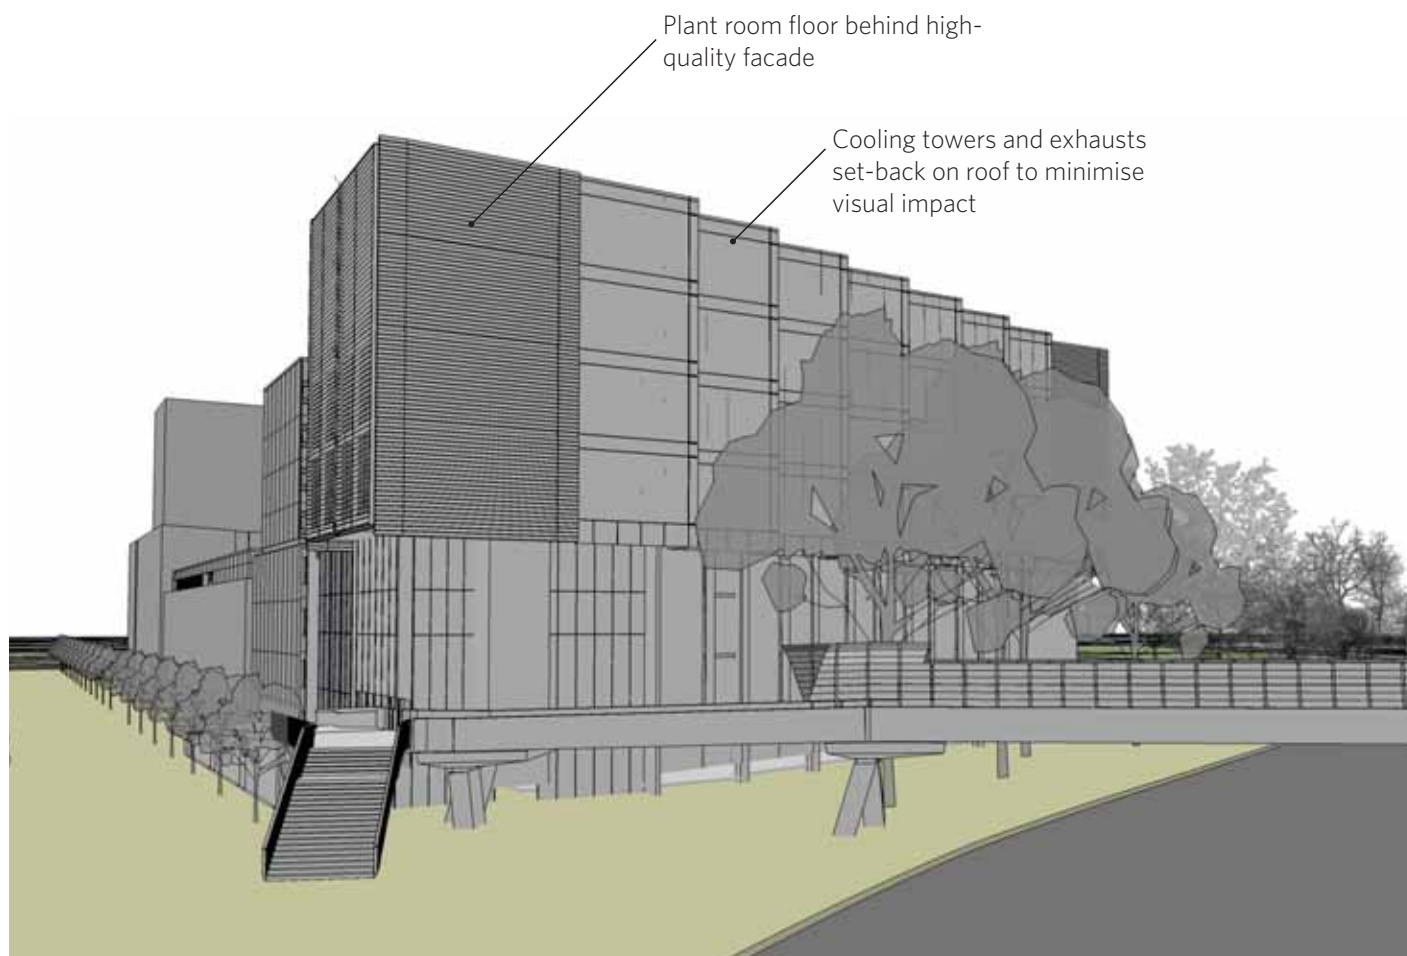 Plant room floor behind high-
quality facade
Cooling towers and exhausts
set-back on roof to minimise
visual impact